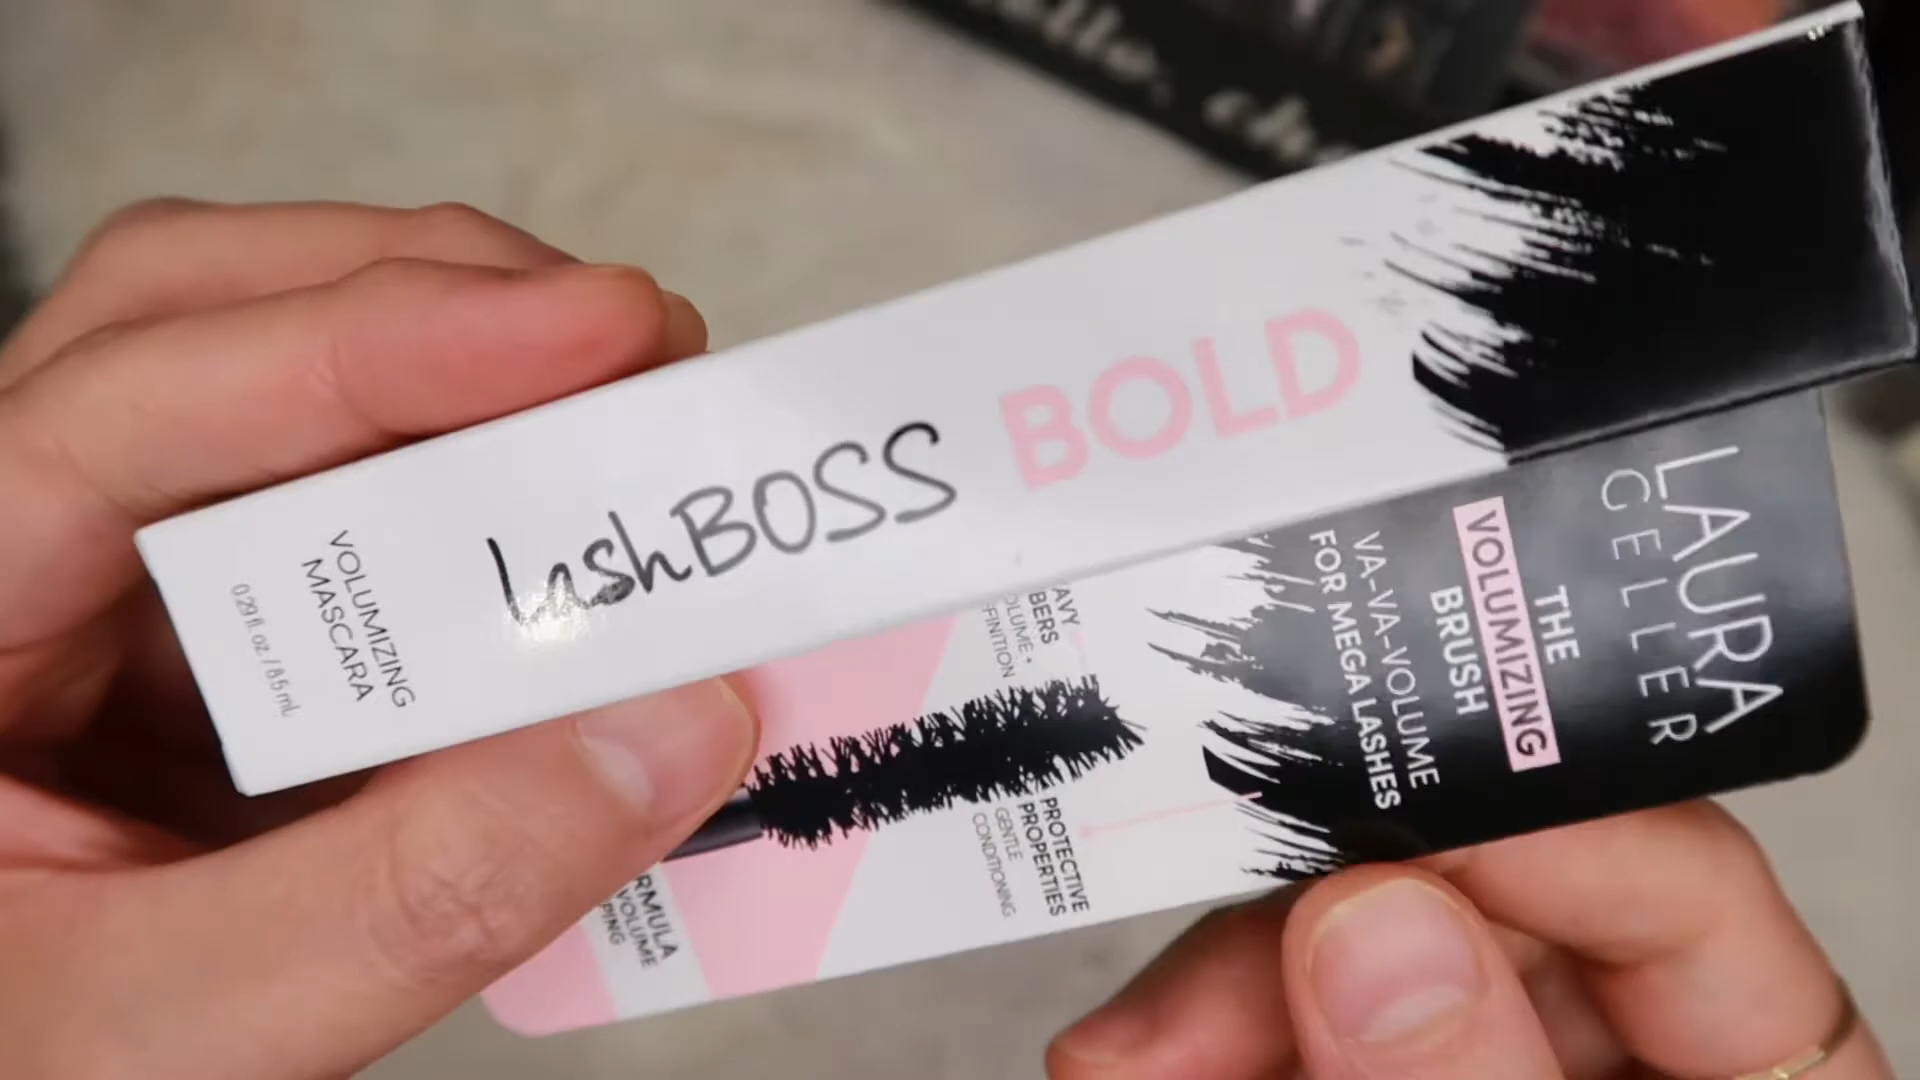 lashBOSS BOLD
VOLUMIZING
MASCARA
0.29 fl. oz / 8.5 mL
LAURA
GELLER
THE
VOLUMIZING
BRUSH
VA-VA-VOLUME
FOR MEGA LASHES
PROTECTIVE
PROPERTIES
GENTLE
CONDITIONING
VOLUME